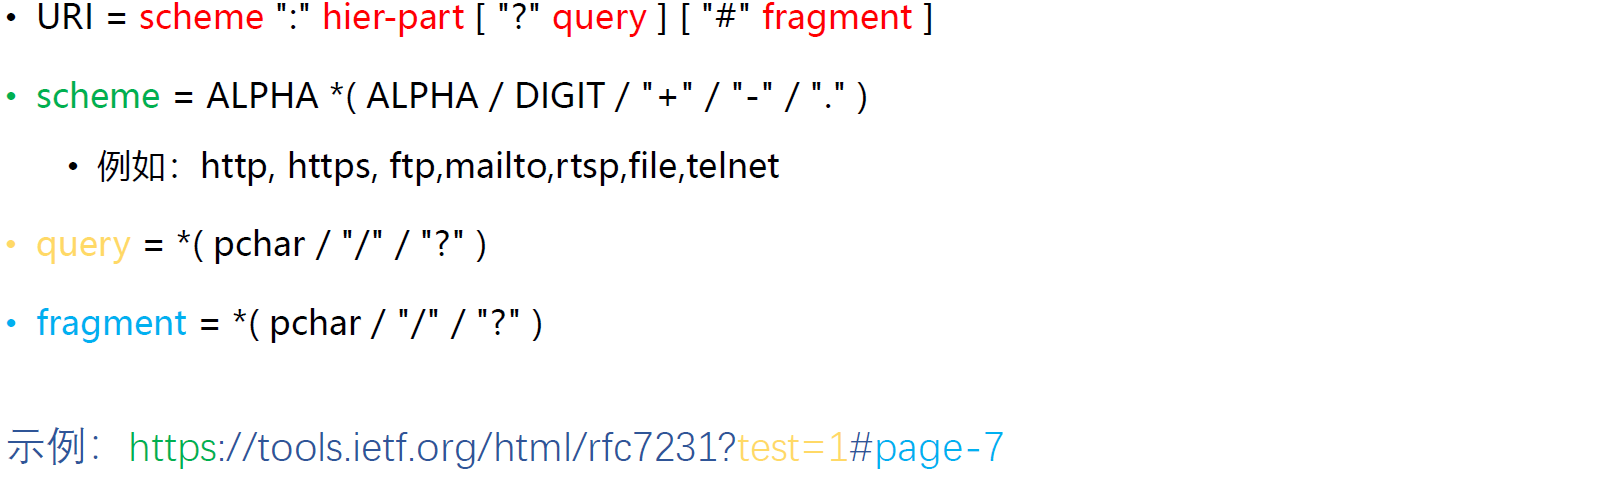 • URI = scheme ":" hier-part [ "?" query ] [ "#" fragment ]
• scheme = ALPHA *( ALPHA / DIGIT / "+" / "-" / "." )
• 例如：http, https, ftp,mailto,rtsp,file,telnet
• query = *( pchar / "/" / "?" )
• fragment = *( pchar / "/" / "?" )
示例：https://tools.ietf.org/html/rfc7231?test=1#page-7